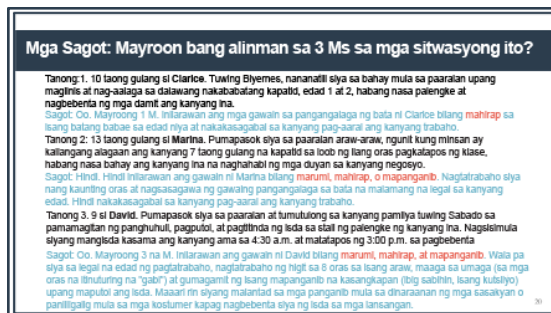 Mga Sagot: Mayroon bang alinman sa 3 Ms sa mga sitwasyong ito?
Tanong:1. 10 taong gulang si Clarice. Tuwing Biyernes, nananatili siya sa bahay mula sa paaralan upang
maglinis at nag-aalaga sa dalawang nakababatang kapatid, edad 1 at 2, habang nasa palengke at
nagbebenta ng mga damit ang kanyang ina.
Sagot: Oo. Mayroong 1 M. Inilarawan ang mga gawain sa pangangalaga ng bata ni Clarice bilang mahirap sa
isang batang babae sa edad niya at nakakasagabal sa kanyang pag-aaral ang kanyang trabaho.
Tanong 2: 13 taong gulang si Marina. Pumapasok siya sa paaralan araw-araw, ngunit kung minsan ay
kailangang alagaan ang kanyang 7 taong gulang na kapatid sa loob ng ilang oras pagkatapos ng klase,
habang nasa bahay ang kanyang ina na naghahabi ng mga duyan sa kanyang negosyo.
Sagot: Hindi. Hindi inilarawan ang gawain ni Marina bilang marumi, mahirap, o mapanganib. Nagtatrabaho siya
nang kaunting oras at nagsasagawa ng gawaing pangangalaga sa bata na malamang na legal sa kanyang
edad. Hindi nakakasagabal sa kanyang pag-aaral ang kanyang trabaho.
Tanong 3. 9 si David. Pumapasok siya sa paaralan at tumutulong sa kanyang pamilya tuwing Sabado sa
pamamagitan ng panghuhuli, pagputol, at pagtitinda ng isda sa stall ng palengke ng kanyang ina. Nagsisimula
siyang mangisda kasama ang kanyang ama sa 4:30 a.m. at matatapos ng 3:00 p.m. sa pagbebenta
Sagot: Oo. Mayroong 3 na M. Inilarawan ang gawain ni David bilang marumi, mahirap, at mapanganib. Wala pa
siya sa legal na edad ng pagtatrabaho, nagtatrabaho ng higit sa 8 oras sa isang araw, maaga sa umaga (sa mga
oras na itinuturing na "gabi") at gumagamit ng isang mapanganib na kasangkapan (ibig sabihin, isang kutsilyo)
upang maputol ang isda. Maaari rin siyang malantad sa mga panganib mula sa dinaraanan ng mga sasakyan o
panliligalig mula sa mga kostumer kapag nagbebenta siya ng isda sa mga lansangan.
20